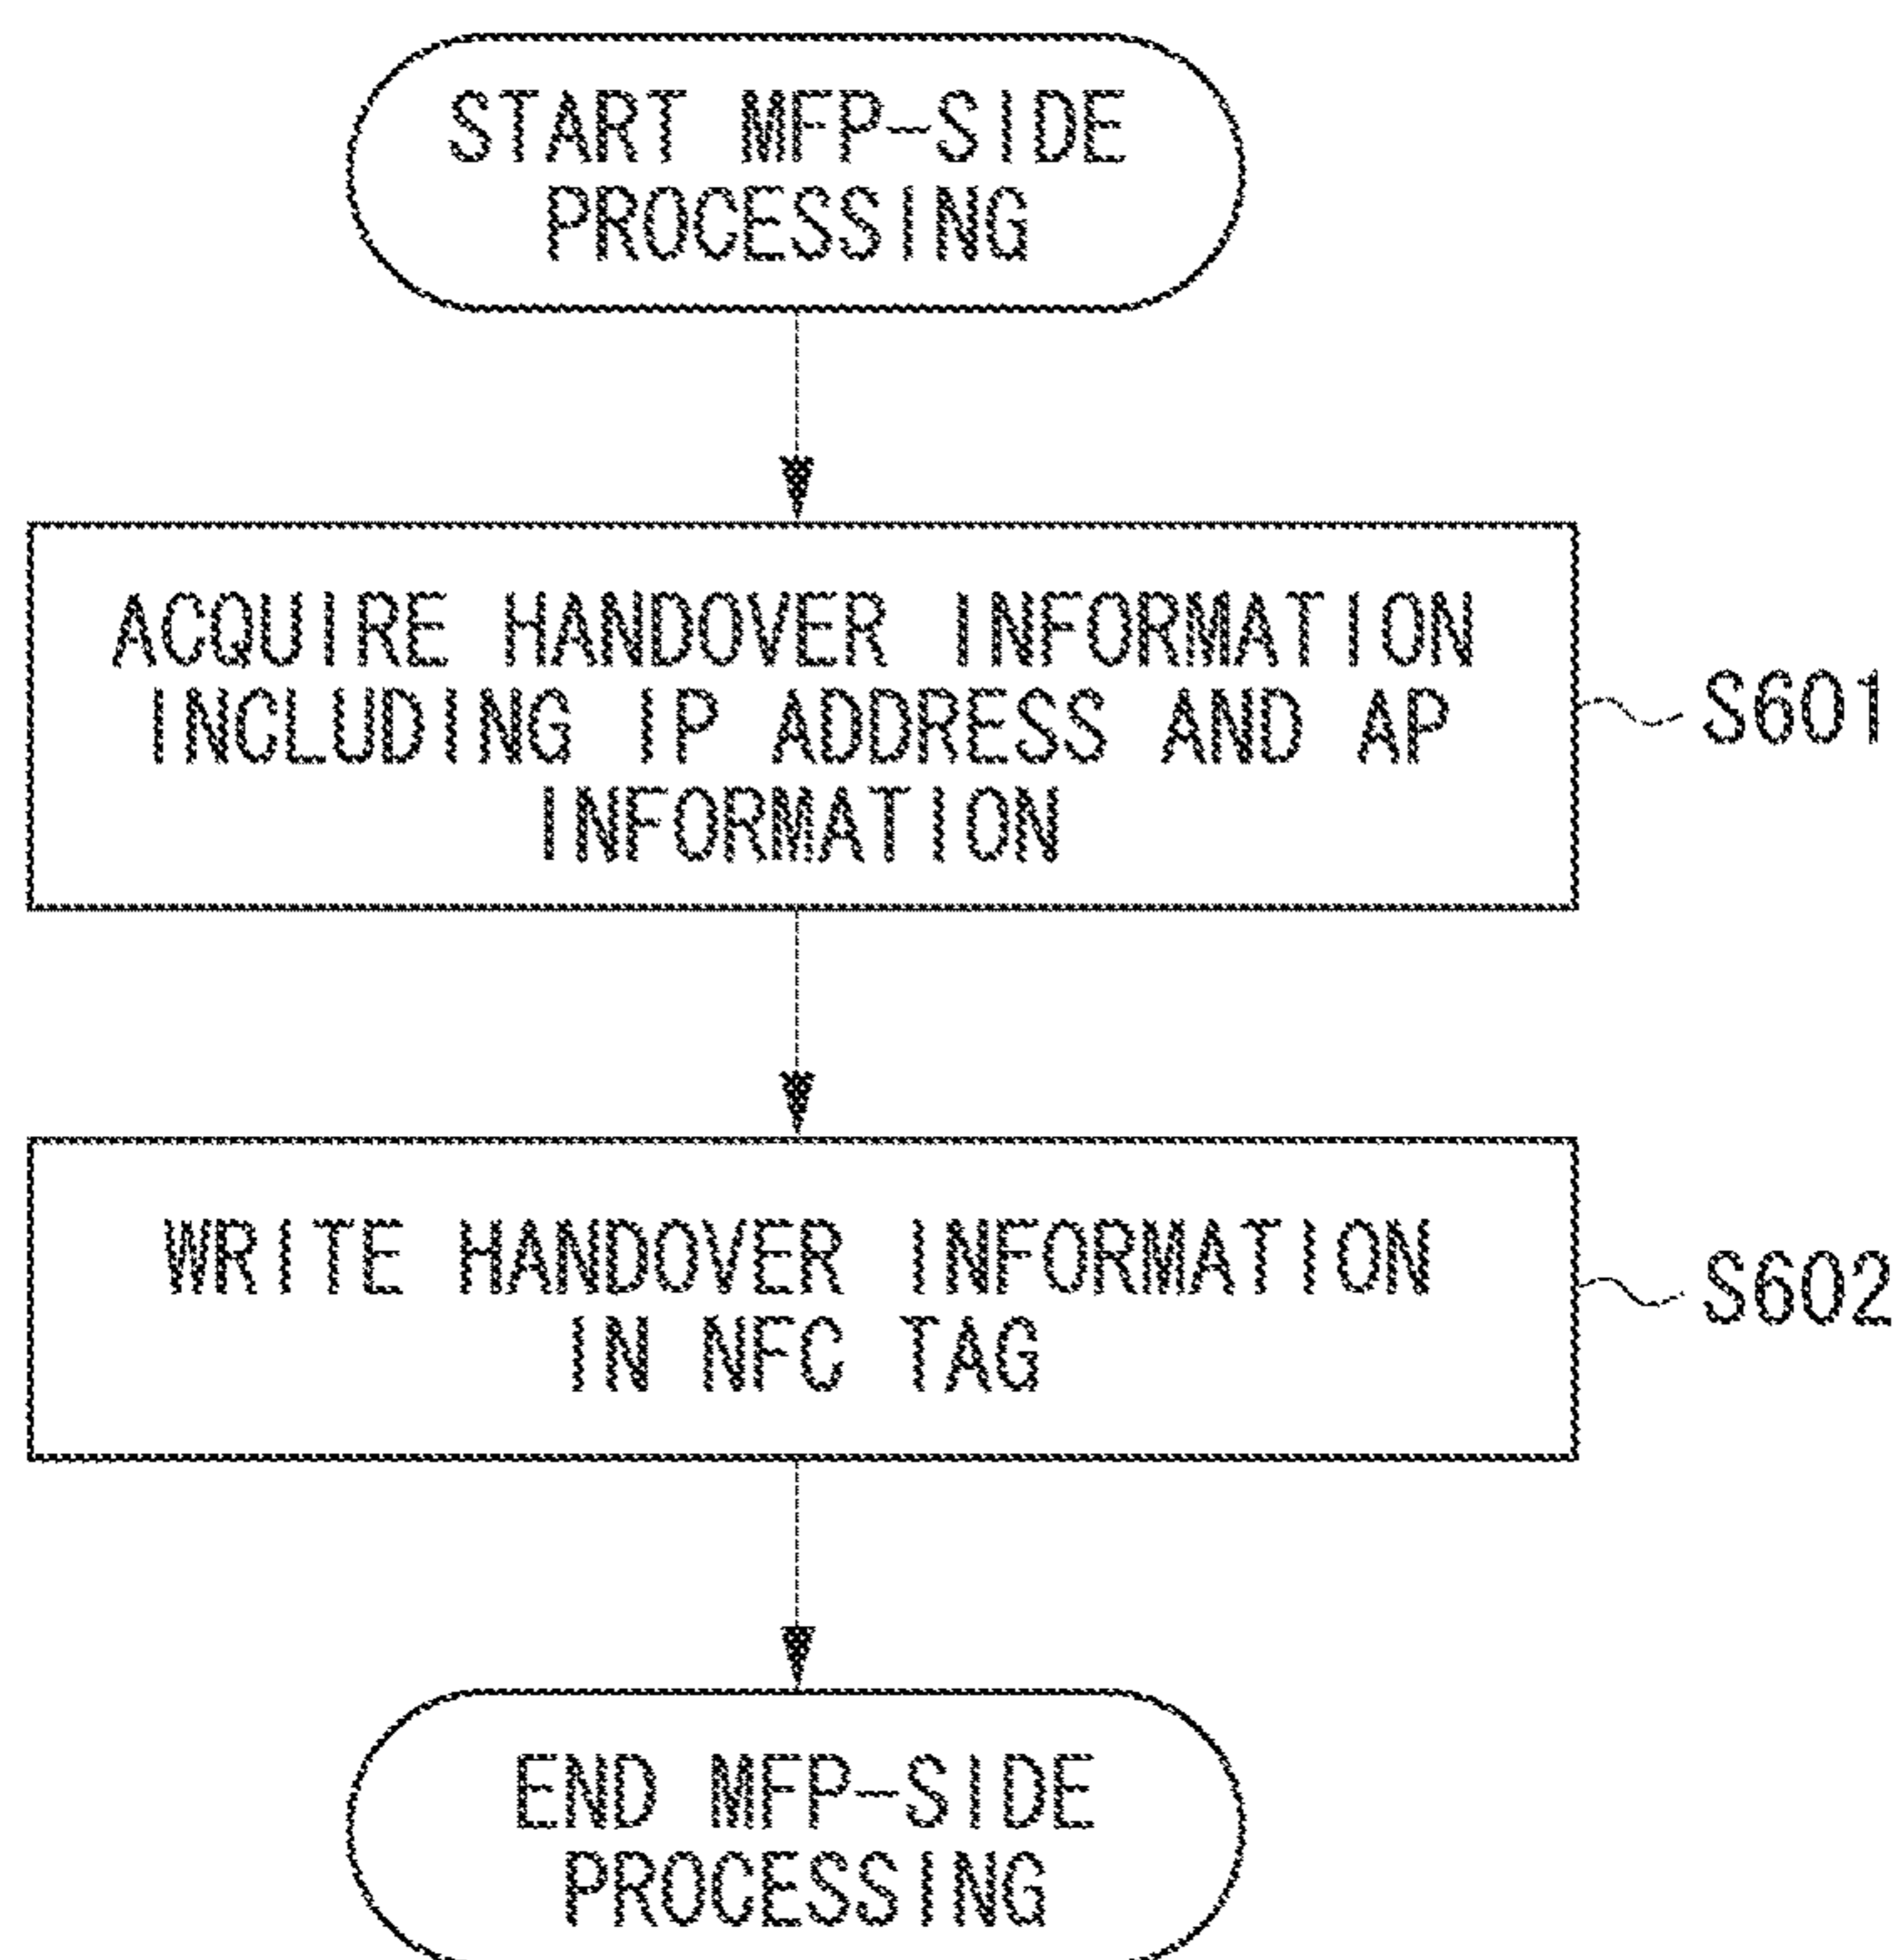 START MFP-SIDE
PROCESSING
ACQUIRE HANDOVER INFORMATION
INCLUDING IP ADDRESS AND AP
INFORMATION
S601
WRITE HANDOVER INFORMATION
IN NFC TAG
S602
END MFP-SIDE
PROCESSING